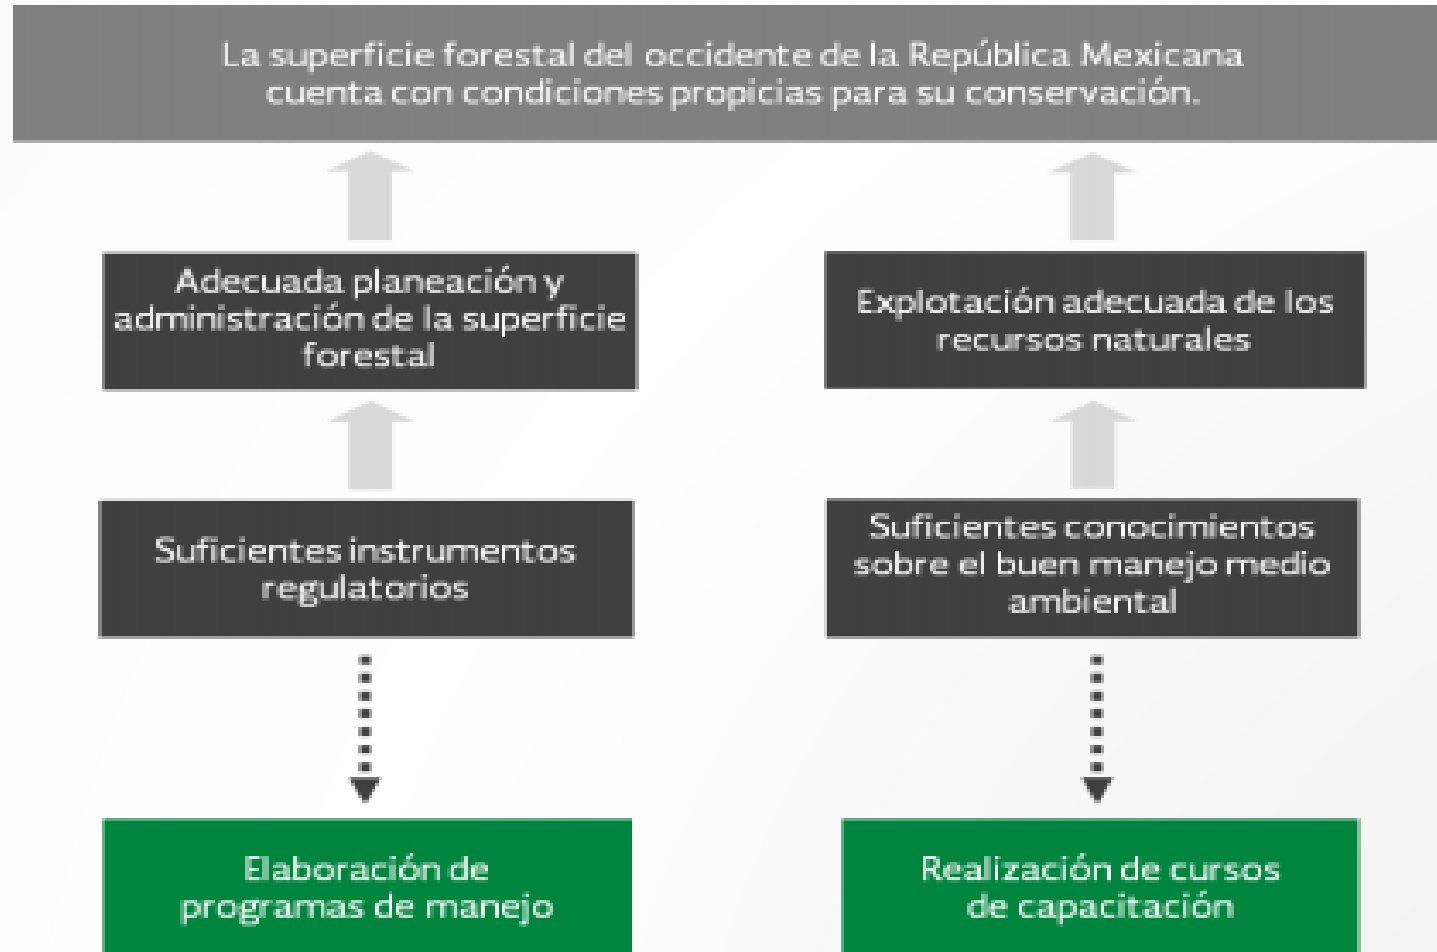 La superficie forestal del occidente de la República Mexicana
cuenta con condiciones propicias para su conservación.
Adecuada planeación y
administración de la superficie
forestal
Explotación adecuada de los
recursos naturales
Suficientes instrumentos
regulatorios
Suficientes conocimientos
sobre el buen manejo medio
ambiental
Elaboración de
programas de manejo
Realización de cursos
de capacitación